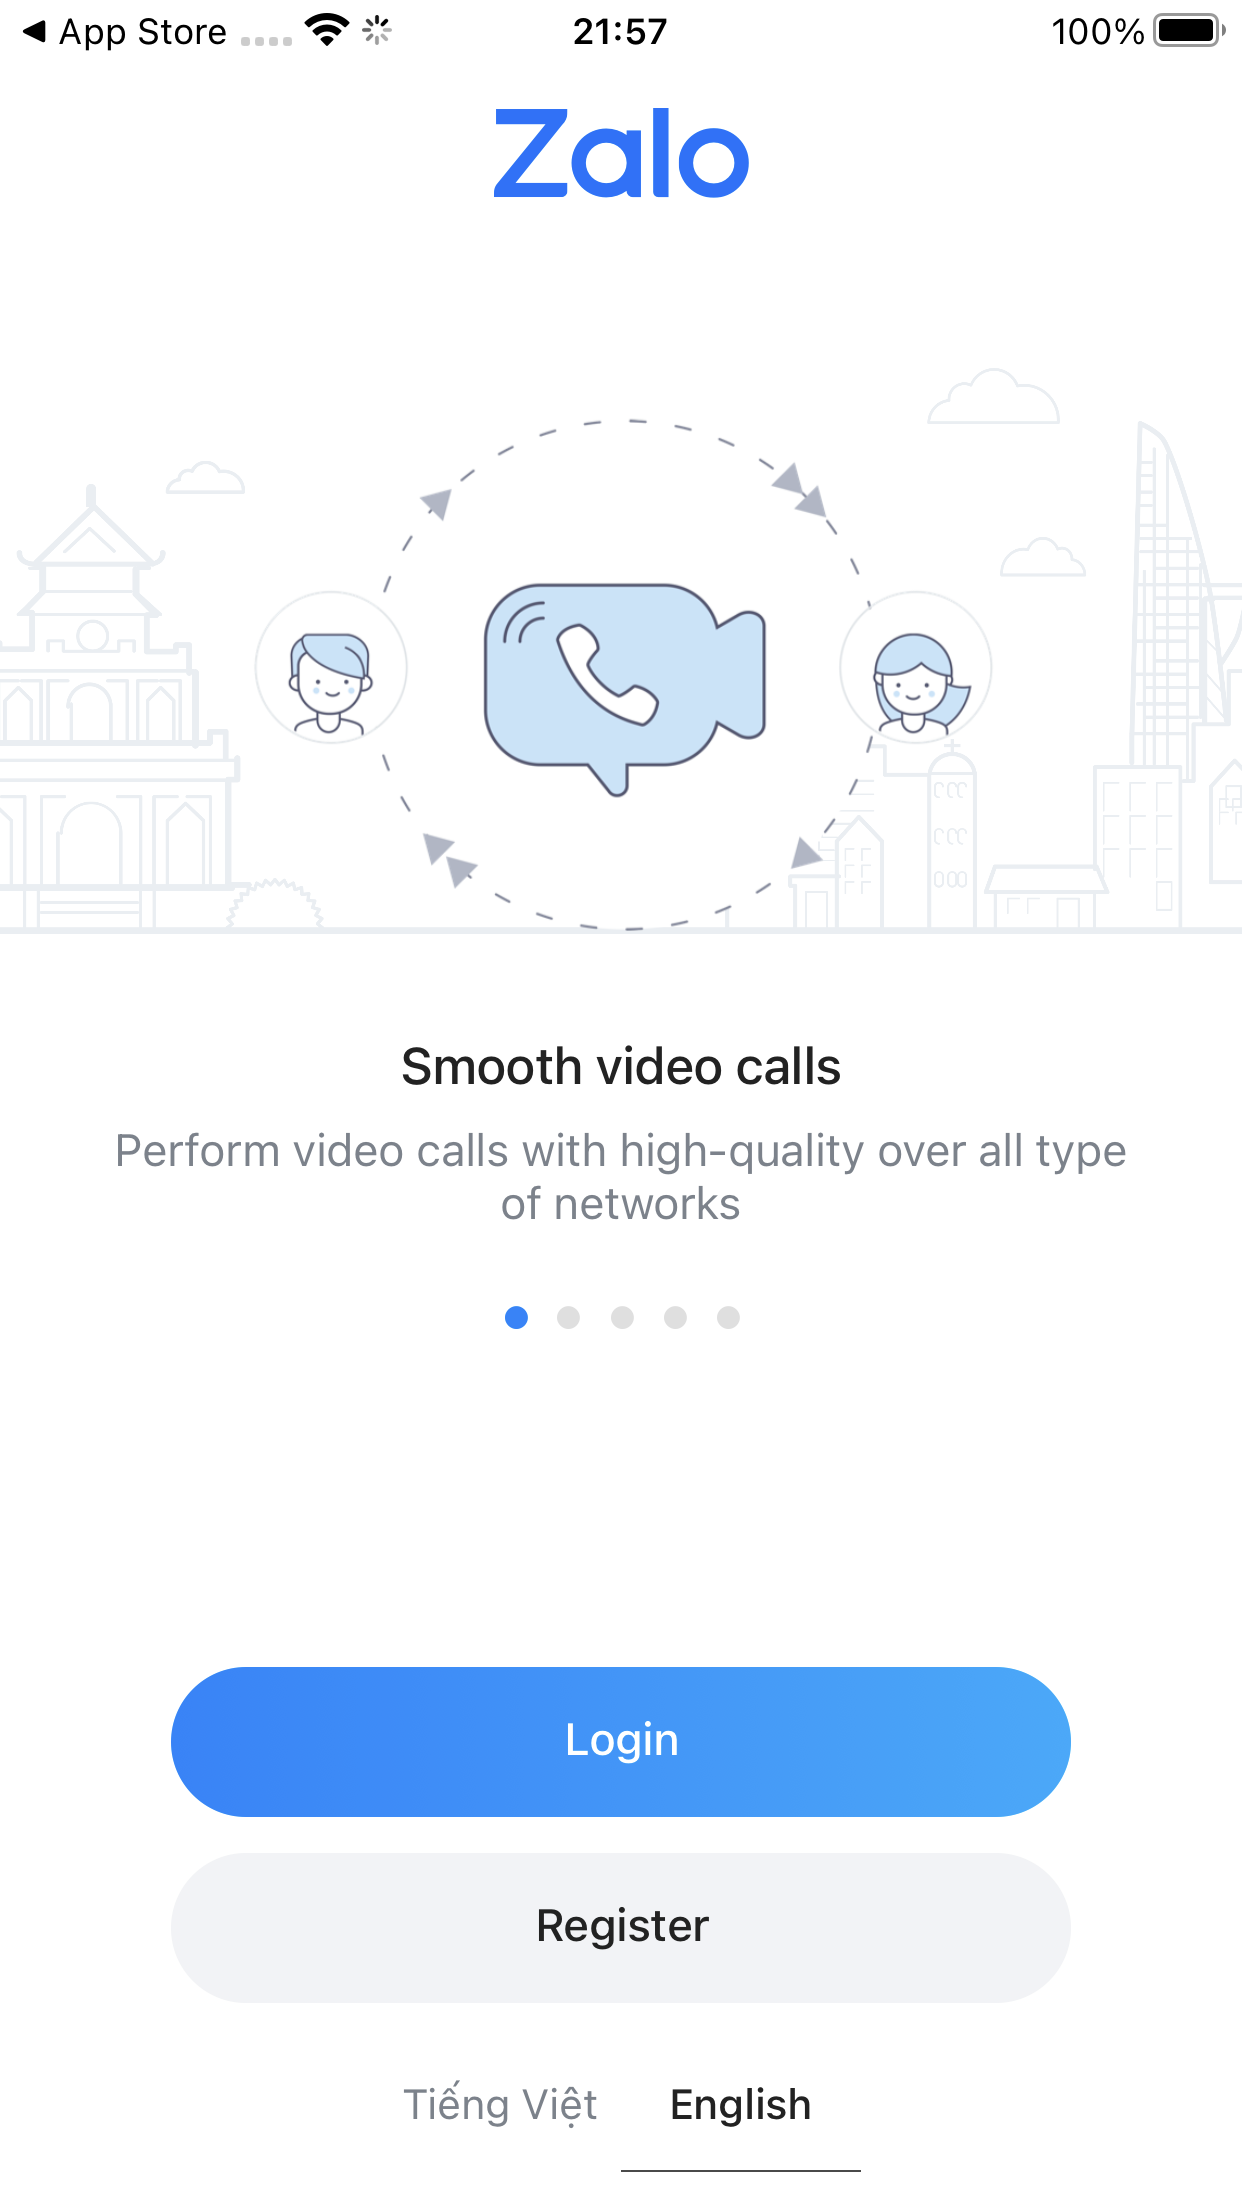 App Store 21:57 100%
Zalo
Smooth video calls
Perform video calls with high-quality over all type
of networks
Login
Register
Tiếng Việt English